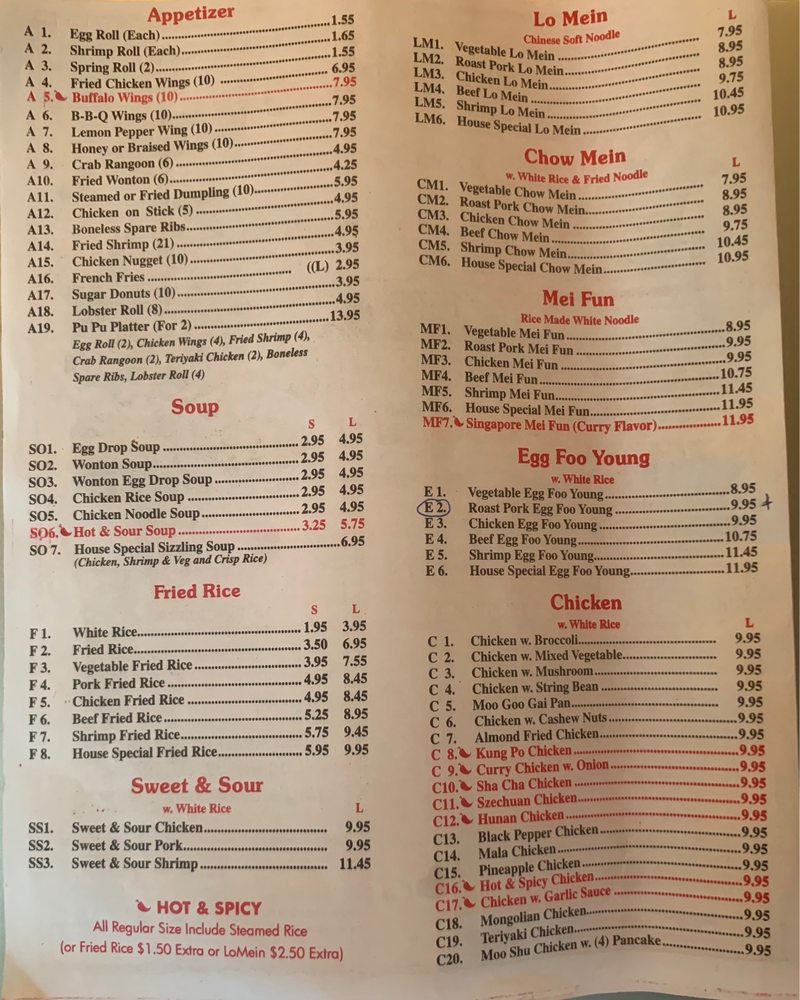 Appetizer
A 1. Egg Roll (Each) 1.55
A 2. Shrimp Roll (Each) 1.65
A 3. Spring Roll (2) 1.55
A 4. Fried Chicken Wings (10) 6.95
A 5. Buffalo Wings (10) 7.95
A 6. B-B-Q Wings (10) 7.95
A 7. Lemon Pepper Wing (10) 7.95
A 8. Honey or Braised Wings (10) 7.95
A 9. Crab Rangoon (6) 4.95
A10. Fried Wonton (6) 4.25
A11. Steamed or Fried Dumpling (10) 5.95
A12. Chicken on Stick (5) 4.95
A13. Boneless Spare Ribs 5.95
A14. Fried Shrimp (21) 4.95
A15. Chicken Nugget (10) 3.95
A16. French Fries ((L) 2.95
A17. Sugar Donuts (10) 3.95
A18. Lobster Roll (8) 4.95
A19. Pu Pu Platter (For 2) 13.95
Egg Roll (2), Chicken Wings (4), Fried Shrimp (4),
Crab Rangoon (2), Teriyaki Chicken (2), Boneless
Spare Ribs, Lobster Roll (4)
Soup
S L
SO1. Egg Drop Soup 2.95 4.95
SO2. Wonton Soup 2.95 4.95
SO3. Wonton Egg Drop Soup 2.95 4.95
SO4. Chicken Rice Soup 2.95 4.95
SO5. Chicken Noodle Soup 2.95 4.95
SO6. Hot & Sour Soup 3.25 5.75
SO 7. House Special Sizzling Soup 6.95
(Chicken, Shrimp & Veg and Crisp Rice)
Fried Rice
S L
F 1. White Rice 1.95 3.95
F 2. Fried Rice 3.50 6.95
F 3. Vegetable Fried Rice 3.95 7.55
F 4. Pork Fried Rice 4.95 8.45
F 5. Chicken Fried Rice 4.95 8.45
F 6. Beef Fried Rice 5.25 8.95
F 7. Shrimp Fried Rice 5.75 9.45
F 8. House Special Fried Rice 5.95 9.95
Sweet & Sour
w. White Rice L
SS1. Sweet & Sour Chicken 9.95
SS2. Sweet & Sour Pork 9.95
SS3. Sweet & Sour Shrimp 11.45
HOT & SPICY
All Regular Size Include Steamed Rice
(or Fried Rice $1.50 Extra or LoMein $2.50 Extra)
Lo Mein
Chinese Soft Noodle L
LM1. Vegetable Lo Mein 7.95
LM2. Roast Pork Lo Mein 8.95
LM3. Chicken Lo Mein 8.95
LM4. Beef Lo Mein 9.75
LM5. Shrimp Lo Mein 10.45
LM6. House Special Lo Mein 10.95
Chow Mein
w. White Rice & Fried Noodle L
CM1. Vegetable Chow Mein 7.95
CM2. Roast Pork Chow Mein 8.95
CM3. Chicken Chow Mein 8.95
CM4. Beef Chow Mein 9.75
CM5. Shrimp Chow Mein 10.45
CM6. House Special Chow Mein 10.95
Mei Fun
Rice Made White Noodle
MF1. Vegetable Mei Fun 8.95
MF2. Roast Pork Mei Fun 9.95
MF3. Chicken Mei Fun 9.95
MF4. Beef Mei Fun 10.75
MF5. Shrimp Mei Fun 11.45
MF6. House Special Mei Fun 11.95
MF7. Singapore Mei Fun (Curry Flavor) 11.95
Egg Foo Young
w. White Rice
E 1. Vegetable Egg Foo Young 8.95
E 2. Roast Pork Egg Foo Young 9.95
E 3. Chicken Egg Foo Young 9.95
E 4. Beef Egg Foo Young 10.75
E 5. Shrimp Egg Foo Young 11.45
E 6. House Special Egg Foo Young 11.95
Chicken
w. White Rice L
C 1. Chicken w. Broccoli 9.95
C 2. Chicken w. Mixed Vegetable 9.95
C 3. Chicken w. Mushroom 9.95
C 4. Chicken w. String Bean 9.95
C 5. Moo Goo Gai Pan 9.95
C 6. Chicken w. Cashew Nuts 9.95
C 7. Almond Fried Chicken 9.95
C 8. Kung Po Chicken 9.95
C 9. Curry Chicken w. Onion 9.95
C10. Sha Cha Chicken 9.95
C11. Szechuan Chicken 9.95
C12. Hunan Chicken 9.95
C13. Black Pepper Chicken 9.95
C14. Mala Chicken 9.95
C15. Pineapple Chicken 9.95
C16. Hot & Spicy Chicken 9.95
C17. Chicken w. Garlic Sauce 9.95
C18. Mongolian Chicken 9.95
C19. Teriyaki Chicken 9.95
C20. Moo Shu Chicken w. (4) Pancake 9.95